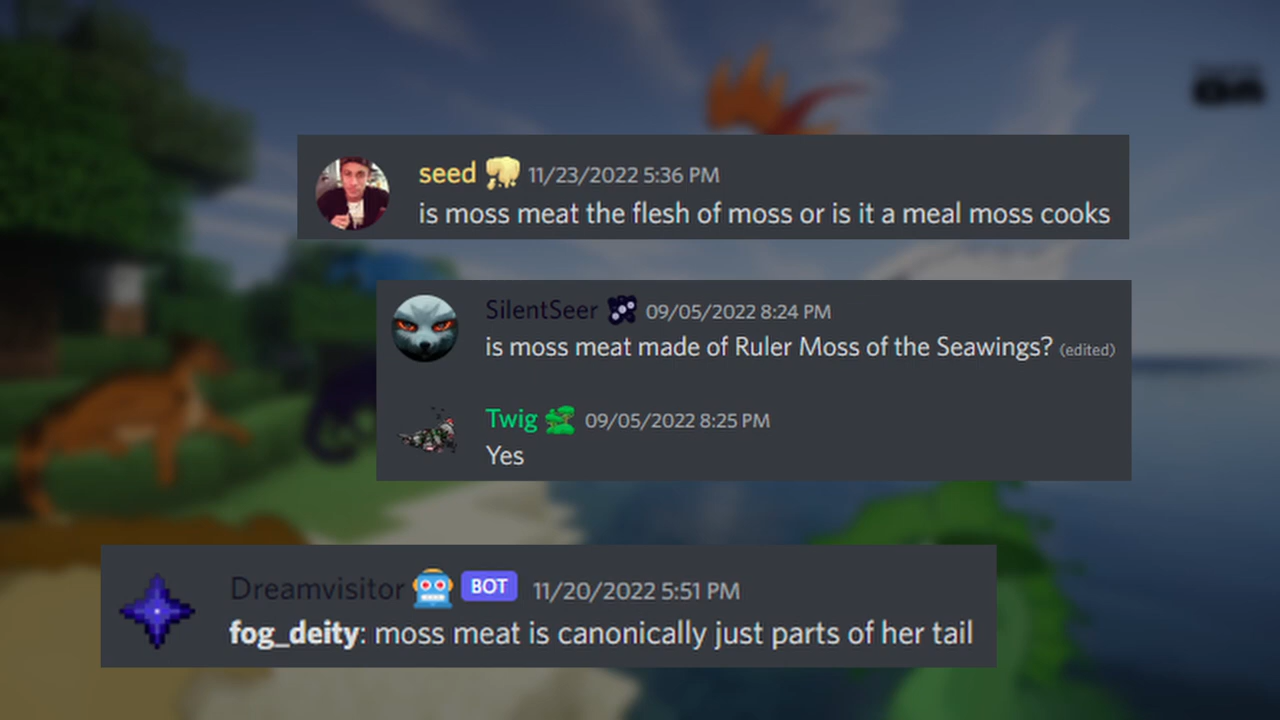 seed 11/23/2022 5:36 PM
is moss meat the flesh of moss or is it a meal moss cooks
SilentSeer 09/05/2022 8:24 PM
is moss meat made of Ruler Moss of the Seawings? (edited)
Twig 09/05/2022 8:25 PM
Yes
Dreamvisitor BOT 11/20/2022 5:51 PM
fog_deity: moss meat is canonically just parts of her tail